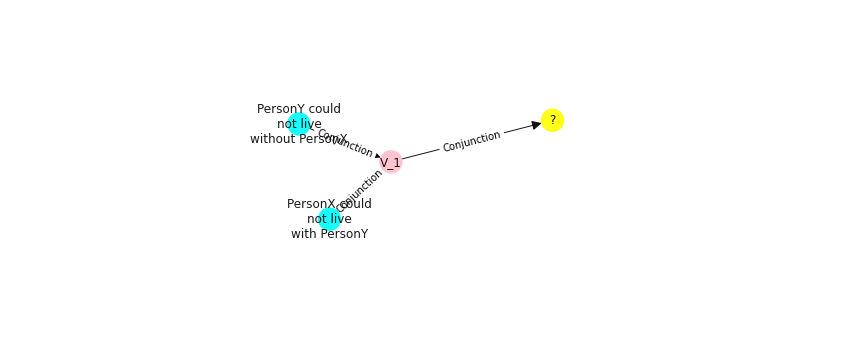 PersonY could
not live
without PersonX
Conjunction
V_1
Conjunction
?
Conjunction
PersonX could
not live
with PersonY